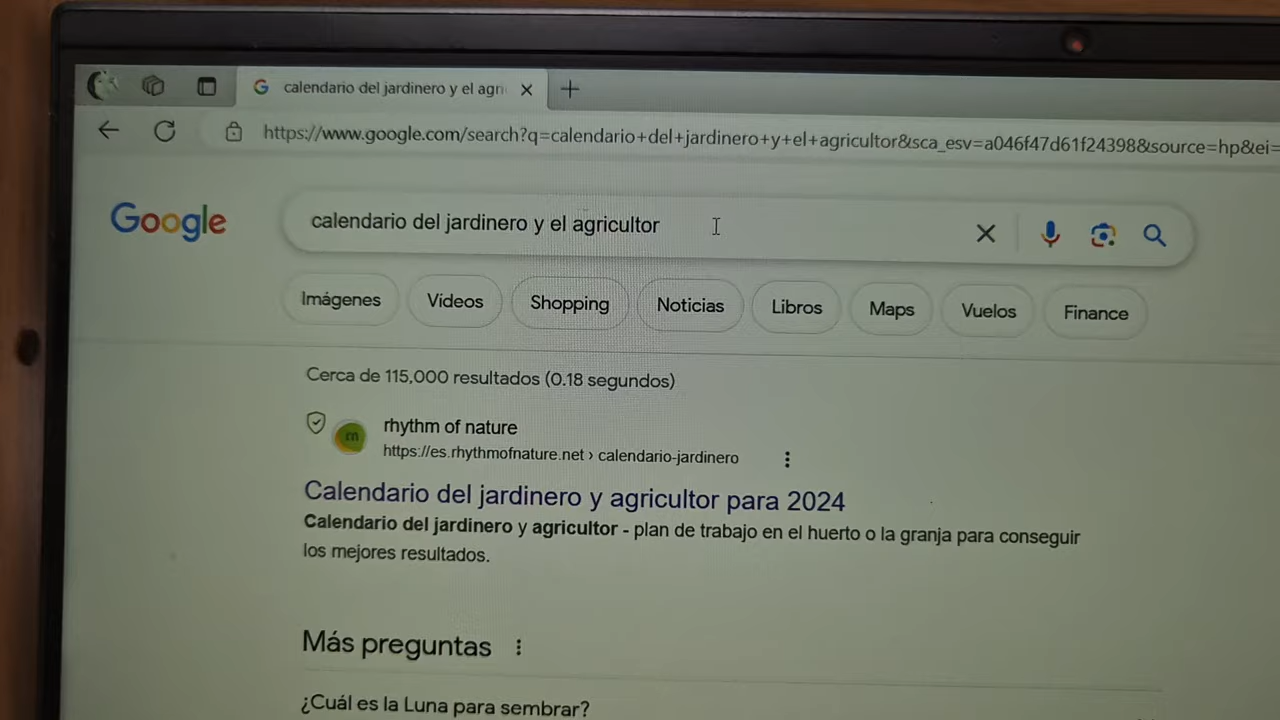 calendario del jardinero y el agri
https://www.google.com/search?q=calendario+del+jardinero+y+el+agricultor&sca_esv=a046f47d61f24398&source=hp&ei=
Google
calendario del jardinero y el agricultor
Imágenes Videos Shopping Noticias Libros Maps Vuelos Finance
Cerca de 115,000 resultados (0.18 segundos)
rhythm of nature
https://es.rhythmofnature.net › calendario-jardinero
Calendario del jardinero y agricultor para 2024
Calendario del jardinero y agricultor - plan de trabajo en el huerto o la granja para conseguir
los mejores resultados.
Más preguntas
¿Cuál es la Luna para sembrar?